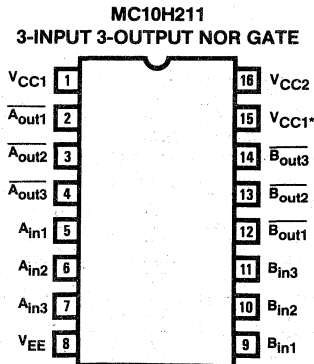 MC10H211
3-INPUT 3-OUTPUT NOR GATE
VCC1 1 16 VCC2
Aout1 2 15 VCC1*
Aout2 3 14 Bout3
Aout3 4 13 Bout2
Ain1 5 12 Bout1
Ain2 6 11 Bin3
Ain3 7 10 Bin2
VEE 8 9 Bin1